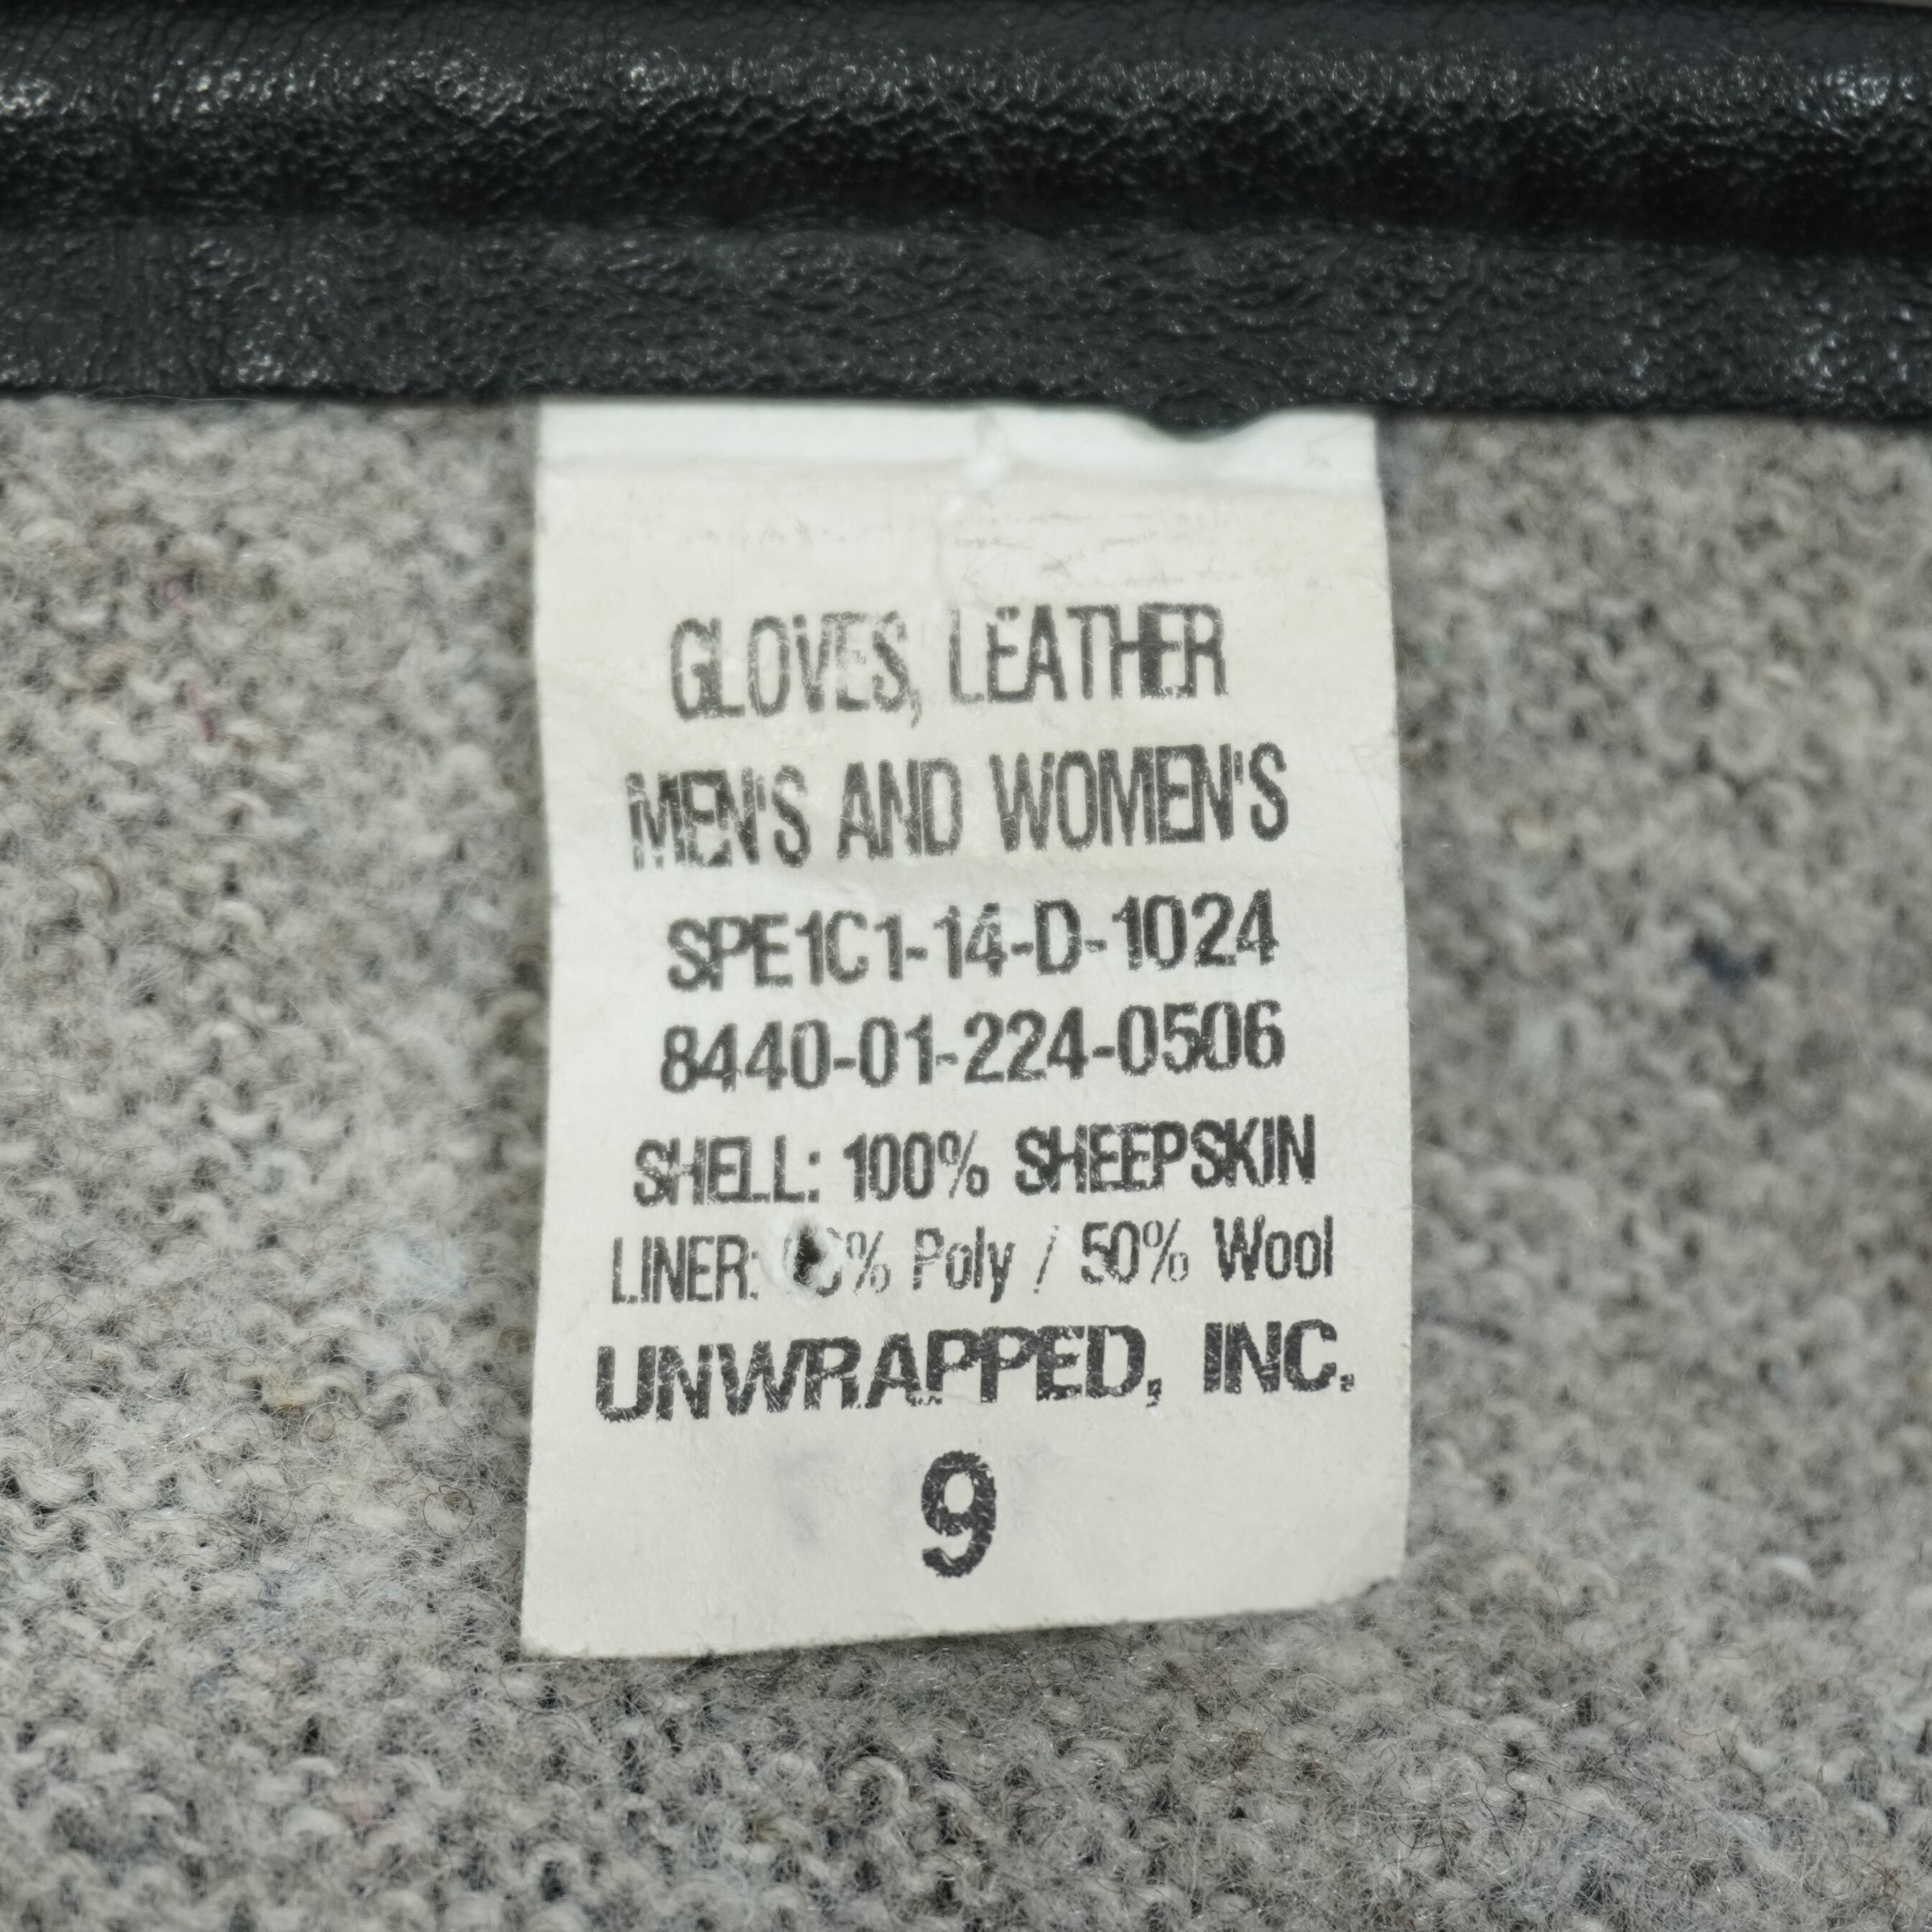 GLOVES, LEATHER
MEN'S AND WOMEN'S
SPE1C1-14-D-1024
8440-01-224-0506
SHELL: 100% SHEEPSKIN
LINER: Poly / 50% Wool
UNWRAPPED, INC.
9